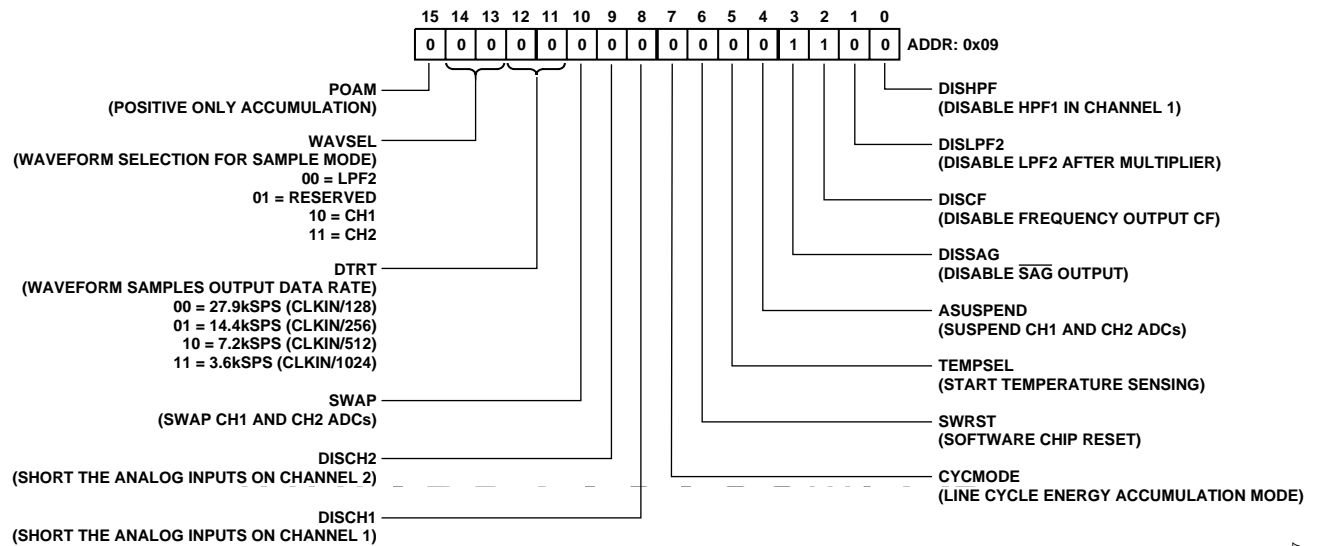 15 14 13 12 11 10 9 8 7 6 5 4 3 2 1 0
0 0 0 0 0 0 0 0 0 0 0 0 1 1 0 0 ADDR: 0x09
POAM
(POSITIVE ONLY ACCUMULATION)
WAVSEL
(WAVEFORM SELECTION FOR SAMPLE MODE)
00 = LPF2
01 = RESERVED
10 = CH1
11 = CH2
DTRT
(WAVEFORM SAMPLES OUTPUT DATA RATE)
00 = 27.9kSPS (CLKIN/128)
01 = 14.4kSPS (CLKIN/256)
10 = 7.2kSPS (CLKIN/512)
11 = 3.6kSPS (CLKIN/1024)
SWAP
(SWAP CH1 AND CH2 ADCs)
DISCH2
(SHORT THE ANALOG INPUTS ON CHANNEL 2)
DISCH1
(SHORT THE ANALOG INPUTS ON CHANNEL 1)
DISHPF
(DISABLE HPF1 IN CHANNEL 1)
DISLPF2
(DISABLE LPF2 AFTER MULTIPLIER)
DISCF
(DISABLE FREQUENCY OUTPUT CF)
DISSAG
(DISABLE S̅A̅G̅ OUTPUT)
ASUSPEND
(SUSPEND CH1 AND CH2 ADCs)
TEMPSEL
(START TEMPERATURE SENSING)
SWRST
(SOFTWARE CHIP RESET)
CYCMODE
(LINE CYCLE ENERGY ACCUMULATION MODE)